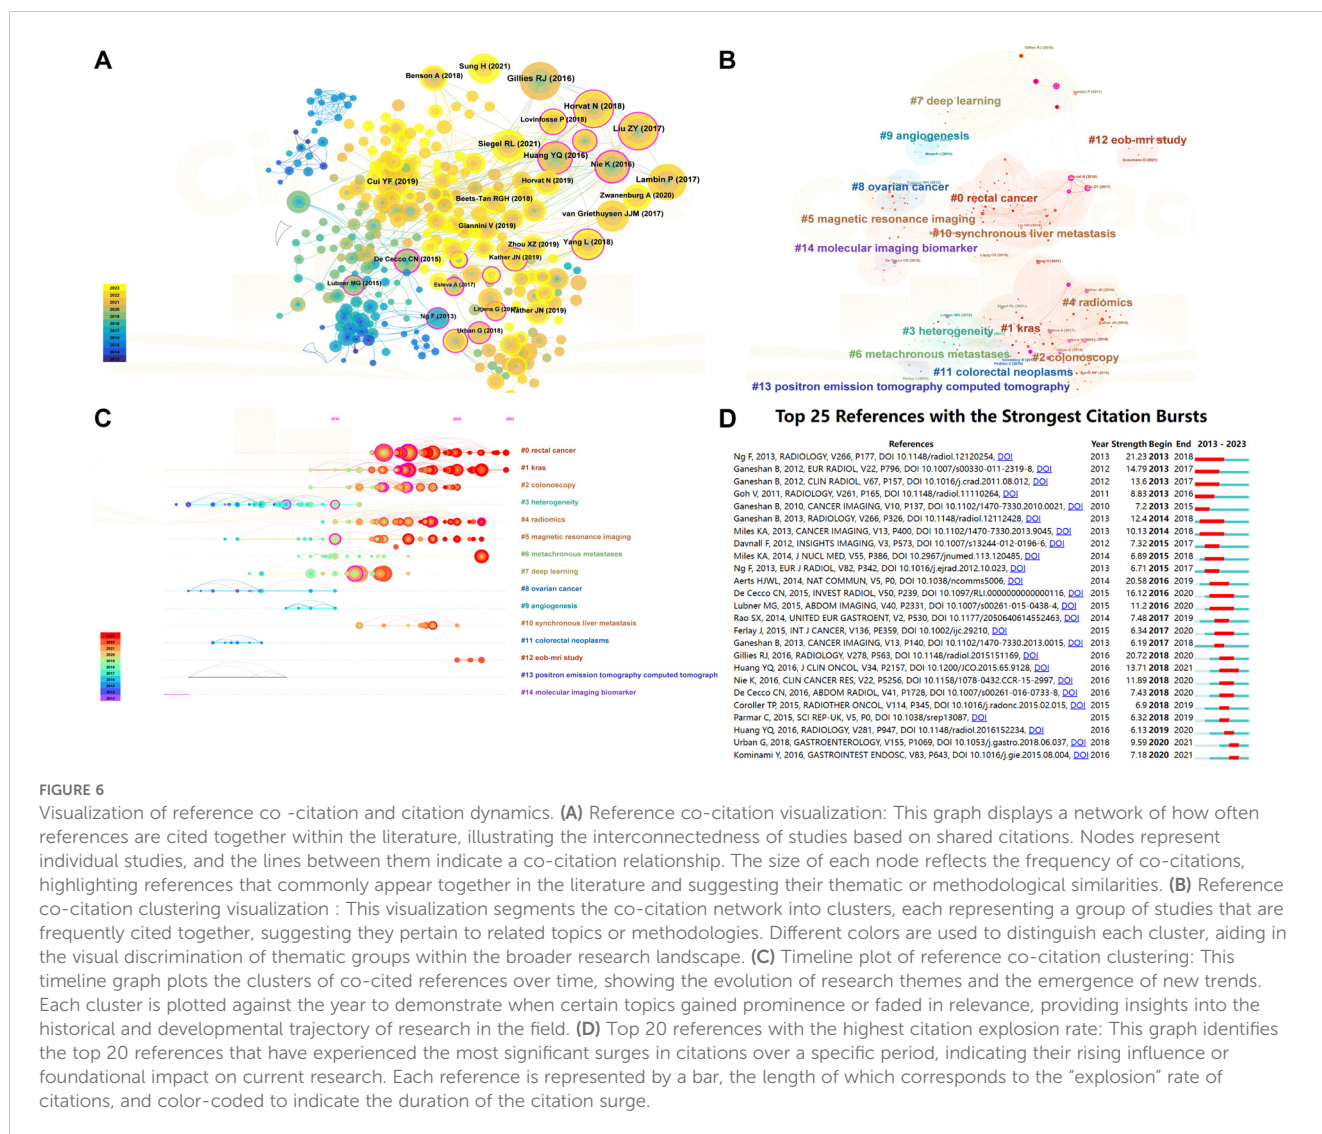 A
Sung H (2021)
Benson A (2018)
Gillies RJ (2016)
Horvat N (2018)
Lovinfosse P (2018)
Liu ZY (2017)
Siegel RL (2021)
Huang YQ (2016)
Nie K (2016)
Cui YF (2019)
Horvat N (2019)
Lambin P (2017)
Beets-Tan RGH (2018)
Zwanenburg A (2020)
van Griethuysen JJM (2017)
Giannini V (2019)
Zhou XZ (2019)
Yang L (2018)
De Cecco CN (2015)
Kather JN (2019)
Lubner MG (2015)
Esteva A (2017)
Litjens G (2017)
Kather JN (2019)
Ng F (2013)
Urban G (2018)
2023
2022
2021
2020
2019
2018
2017
2016
2015
2014
2013
B
Gillies RJ (2016)
Lambin P (2017)
#7 deep learning
#9 angiogenesis
#12 eob-mri study
#8 ovarian cancer
#0 rectal cancer
#5 magnetic resonance imaging
#10 synchronous liver metastasis
#14 molecular imaging biomarker
De Cecco CN (2015)
Sung H (2021)
#4 radiomics
Lubner MG (2015)
#3 heterogeneity
#1 kras
#6 metachronous metastases
#2 colonoscopy
#11 colorectal neoplasms
#13 positron emission tomography computed tomography
C
#0 rectal cancer
#1 kras
#2 colonoscopy
#3 heterogeneity
#4 radiomics
#5 magnetic resonance imaging
#6 metachronous metastases
#7 deep learning
#8 ovarian cancer
#9 angiogenesis
#10 synchronous liver metastasis
#11 colorectal neoplasms
#12 eob-mri study
#13 positron emission tomography computed tomograph
#14 molecular imaging biomarker
D
Top 25 References with the Strongest Citation Bursts
References Year Strength Begin End 2013 - 2023
Ng F, 2013, RADIOLOGY, V266, P177, DOI 10.1148/radiol.12120254, DOI 2013 21.23 2013 2018
Ganeshan B, 2012, EUR RADIOL, V22, P796, DOI 10.1007/s00330-011-2319-8, DOI 2012 14.79 2013 2017
Ganeshan B, 2012, CLIN RADIOL, V67, P157, DOI 10.1016/j.crad.2011.08.012, DOI 2012 13.6 2013 2017
Goh V, 2011, RADIOLOGY, V261, P165, DOI 10.1148/radiol.11110264, DOI 2011 8.83 2013 2016
Ganeshan B, 2010, CANCER IMAGING, V10, P137, DOI 10.1102/1470-7330.2010.0021, DOI 2010 7.2 2013 2015
Ganeshan B, 2013, RADIOLOGY, V266, P326, DOI 10.1148/radiol.12112428, DOI 2013 12.4 2014 2018
Miles KA, 2013, CANCER IMAGING, V13, P400, DOI 10.1102/1470-7330.2013.9045, DOI 2013 10.13 2014 2018
Davnall F, 2012, INSIGHTS IMAGING, V3, P573, DOI 10.1007/s13244-012-0196-6, DOI 2012 7.32 2015 2017
Miles KA, 2014, J NUCL MED, V55, P386, DOI 10.2967/jnumed.113.120485, DOI 2014 6.89 2015 2018
Ng F, 2013, EUR J RADIOL, V82, P342, DOI 10.1016/j.ejrad.2012.10.023, DOI 2013 6.71 2015 2017
Aerts HJWL, 2014, NAT COMMUN, V5, P0, DOI 10.1038/ncomms5006, DOI 2014 20.58 2016 2019
De Cecco CN, 2015, INVEST RADIOL, V50, P239, DOI 10.1097/RLI.0000000000000116, DOI 2015 16.12 2016 2020
Lubner MG, 2015, ABDOM IMAGING, V40, P2331, DOI 10.1007/s00261-015-0438-4, DOI 2015 11.2 2016 2020
Rao SX, 2014, UNITED EUR GASTROENT, V2, P530, DOI 10.1177/2050640614552463, DOI 2014 7.48 2017 2019
Ferlay J, 2015, INT J CANCER, V136, PE359, DOI 10.1002/ijc.29210, DOI 2015 6.34 2017 2020
Ganeshan B, 2013, CANCER IMAGING, V13, P140, DOI 10.1102/1470-7330.2013.0015, DOI 2013 6.19 2017 2018
Gillies RJ, 2016, RADIOLOGY, V278, P563, DOI 10.1148/radiol.2015151169, DOI 2016 20.72 2018 2020
Huang YQ, 2016, J CLIN ONCOL, V34, P2157, DOI 10.1200/JCO.2015.65.9128, DOI 2016 13.71 2018 2021
Nie K, 2016, CLIN CANCER RES, V22, P5256, DOI 10.1158/1078-0432.CCR-15-2997, DOI 2016 11.89 2018 2020
De Cecco CN, 2016, ABDOM RADIOL, V41, P1728, DOI 10.1007/s00261-016-0733-8, DOI 2016 7.43 2018 2020
Coroller TP, 2015, RADIOTHER ONCOL, V114, P345, DOI 10.1016/j.radonc.2015.02.015, DOI 2015 6.9 2018 2019
Parmar C, 2015, SCI REP-UK, V5, P0, DOI 10.1038/srep13087, DOI 2015 6.32 2018 2019
Huang YQ, 2016, RADIOLOGY, V281, P947, DOI 10.1148/radiol.2016152234, DOI 2016 6.13 2019 2020
Urban G, 2018, GASTROENTEROLOGY, V155, P1069, DOI 10.1053/j.gastro.2018.06.037, DOI 2018 9.59 2020 2021
Kominami Y, 2016, GASTROINTEST ENDOSC, V83, P643, DOI 10.1016/j.gie.2015.08.004, DOI 2016 7.18 2020 2021
FIGURE 6
Visualization of reference co -citation and citation dynamics. (A) Reference co-citation visualization: This graph displays a network of how often
references are cited together within the literature, illustrating the interconnectedness of studies based on shared citations. Nodes represent
individual studies, and the lines between them indicate a co-citation relationship. The size of each node reflects the frequency of co-citations,
highlighting references that commonly appear together in the literature and suggesting their thematic or methodological similarities. (B) Reference
co-citation clustering visualization : This visualization segments the co-citation network into clusters, each representing a group of studies that are
frequently cited together, suggesting they pertain to related topics or methodologies. Different colors are used to distinguish each cluster, aiding in
the visual discrimination of thematic groups within the broader research landscape. (C) Timeline plot of reference co-citation clustering: This
timeline graph plots the clusters of co-cited references over time, showing the evolution of research themes and the emergence of new trends.
Each cluster is plotted against the year to demonstrate when certain topics gained prominence or faded in relevance, providing insights into the
historical and developmental trajectory of research in the field. (D) Top 20 references with the highest citation explosion rate: This graph identifies
the top 20 references that have experienced the most significant surges in citations over a specific period, indicating their rising influence or
foundational impact on current research. Each reference is represented by a bar, the length of which corresponds to the “explosion” rate of
citations, and color-coded to indicate the duration of the citation surge.